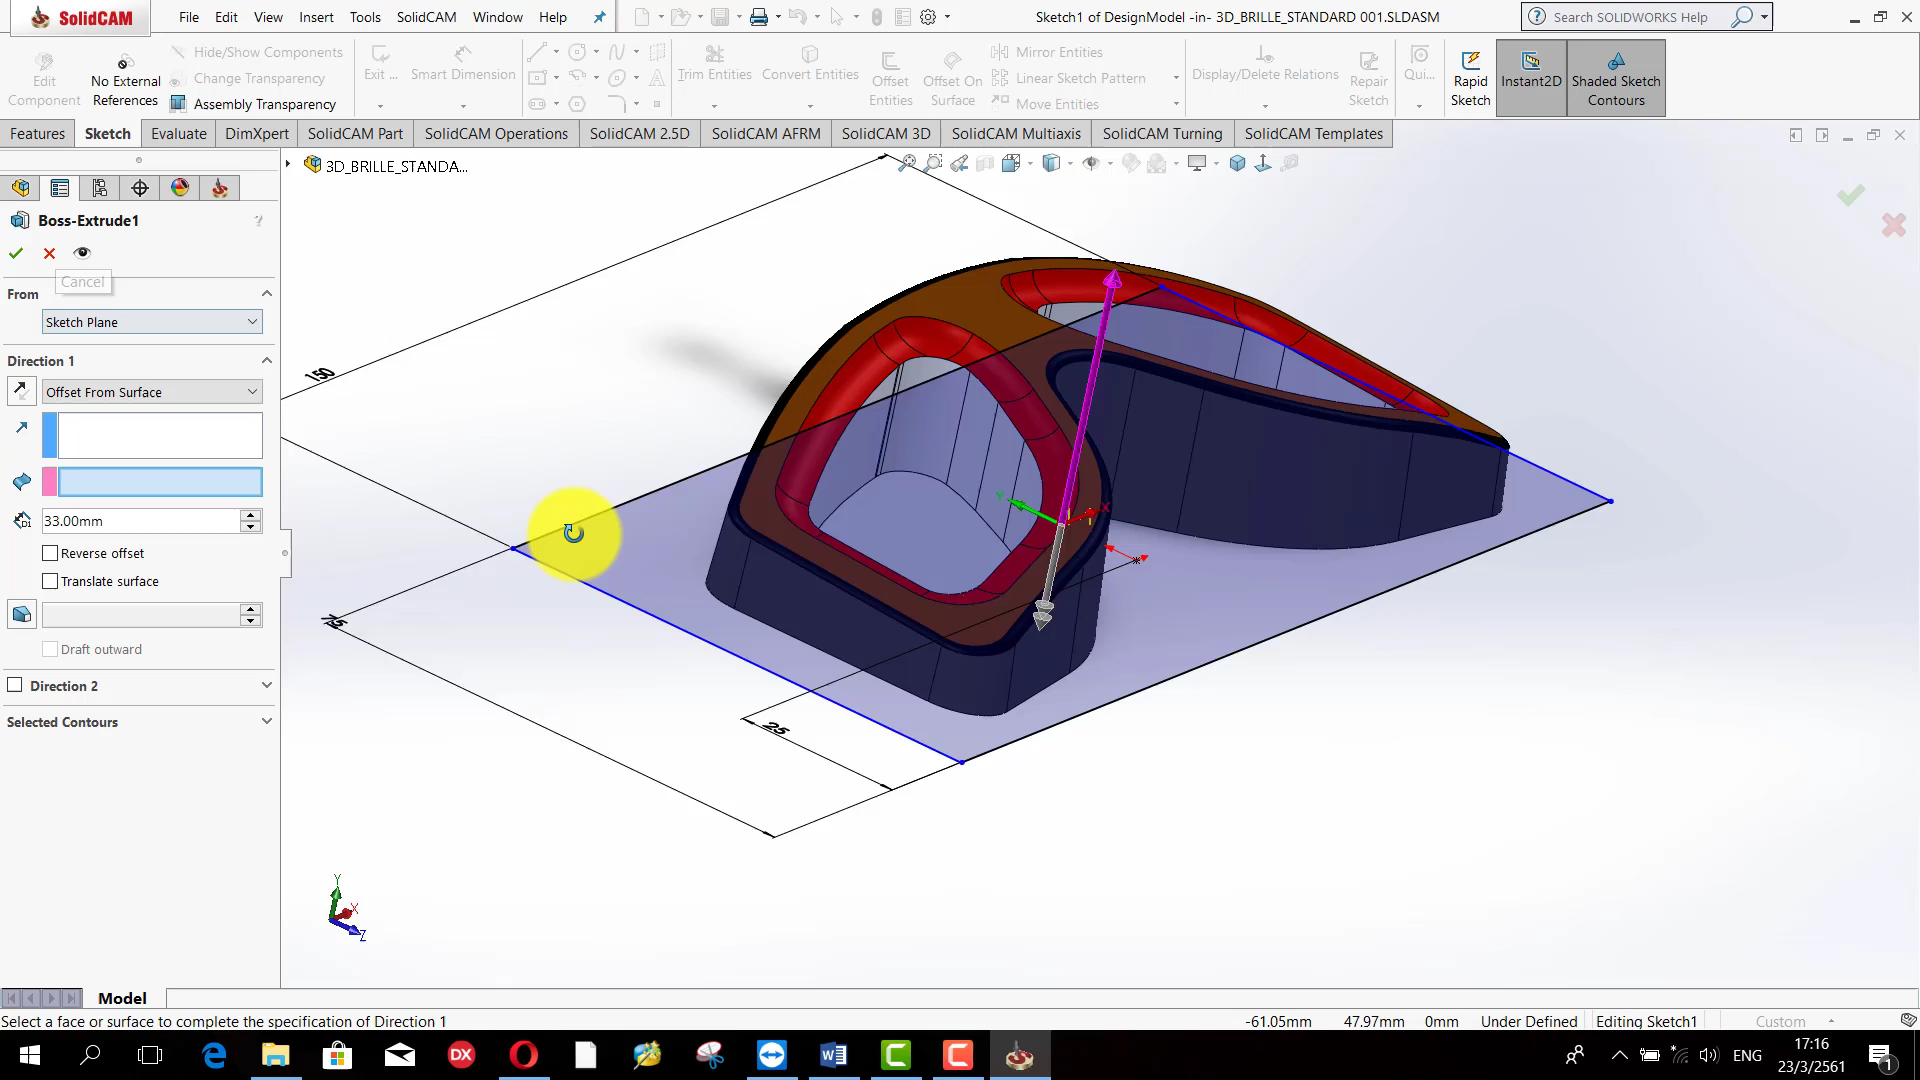 SolidCAM
File Edit View Insert Tools SolidCAM Window Help
Sketch1 of DesignModel -in- 3D_BRILLE_STANDARD 001.SLDASM
Search SOLIDWORKS Help
Edit Component
No External References
Hide/Show Components
Change Transparency
Assembly Transparency
Exit ...
Smart Dimension
Trim Entities
Convert Entities
Offset Entities
Offset On Surface
Mirror Entities
Linear Sketch Pattern
Move Entities
Display/Delete Relations
Repair Sketch
Qui...
Rapid Sketch
Instant2D
Shaded Sketch Contours
Features Sketch Evaluate DimXpert SolidCAM Part SolidCAM Operations SolidCAM 2.5D SolidCAM AFRM SolidCAM 3D SolidCAM Multiaxis SolidCAM Turning SolidCAM Templates
3D_BRILLE_STANDA...
Boss-Extrude1 ?
Cancel
From
Sketch Plane
Direction 1
Offset From Surface
33.00mm
Reverse offset
Translate surface
Draft outward
Direction 2
Selected Contours
150
75
25
Y
X
Y
X
Z
Model
Select a face or surface to complete the specification of Direction 1
-61.05mm 47.97mm 0mm Under Defined Editing Sketch1 Custom
DX
ENG
17:16
23/3/2561
1